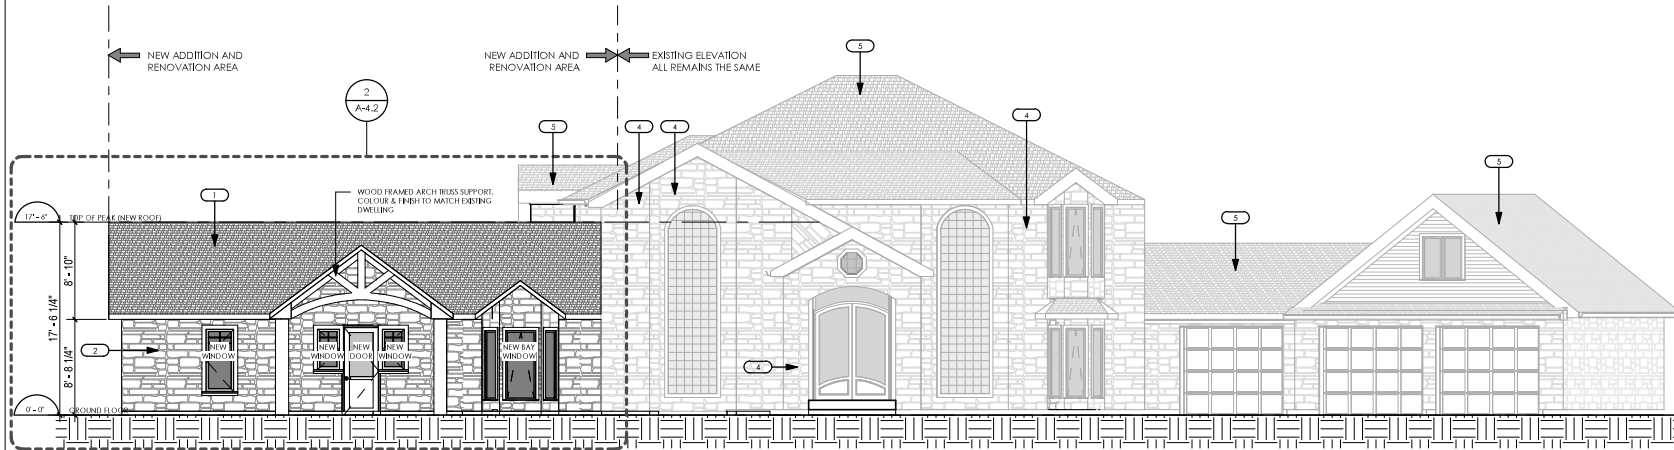 NEW ADDITION AND
RENOVATION AREA
NEW ADDITION AND
RENOVATION AREA
EXISTING ELEVATION
ALL REMAINS THE SAME
5
2
A-4.2
5
4
4
4
5
1
WOOD FRAMED ARCH TRUSS SUPPORT.
COLOUR & FINISH TO MATCH EXISTING
DWELLING
17' - 6"
TOP OF PEAK (NEW ROOF)
5
8' - 10"
17' - 6 1/4"
8' - 8 1/4"
2
NEW
WINDOW
NEW
WINDOW
NEW
DOOR
NEW
WINDOW
NEW BAY
WINDOW
4
0' - 0"
GROUND FLOOR